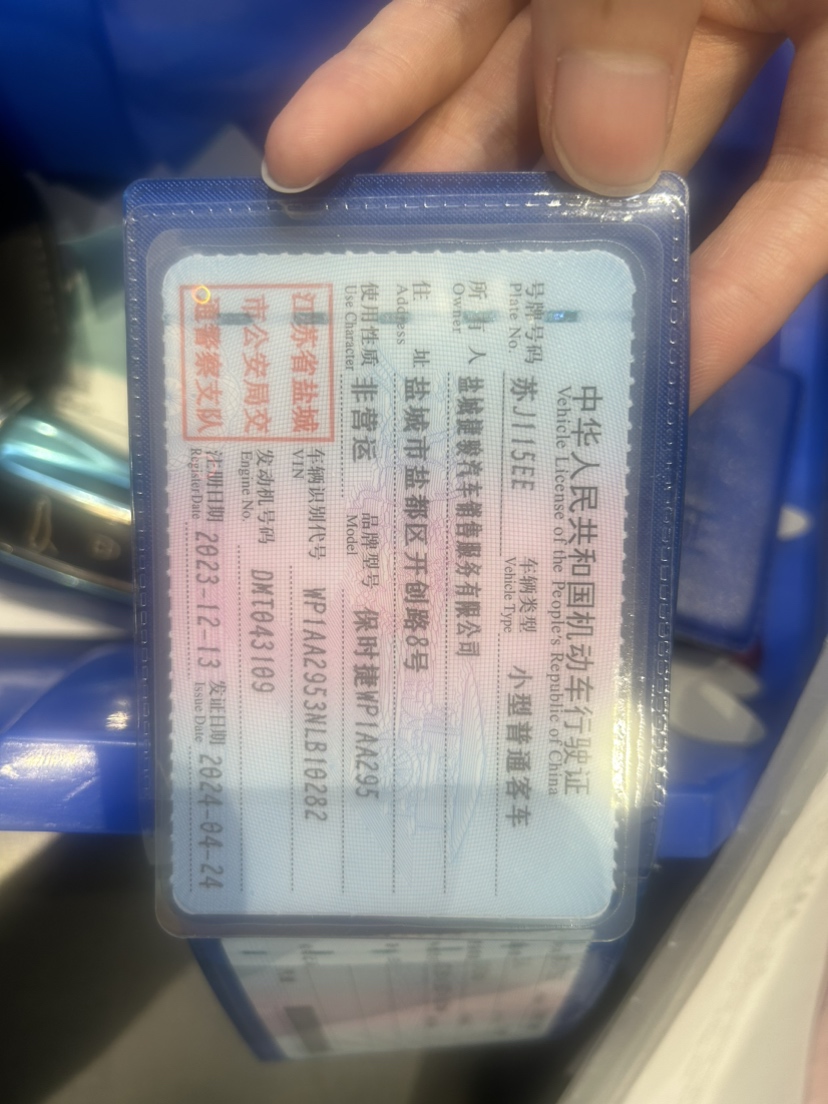 中华人民共和国机动车行驶证
Vehicle License of the People's Republic of China
号牌号码 苏J115EE 车辆类型 小型普通客车
Plate No. Vehicle Type
所有人 盐城捷骏汽车销售服务有限公司
Owner
住址 盐城市盐都区开创路8号
Address
使用性质 非营运 品牌型号 保时捷WP1AA295
Use Character Model
江苏省盐城
市公安局交
通警察支队
车辆识别代号 WP1AA2953NLB10282
VIN
发动机号码 DMT043109
Engine No.
注册日期 2023-12-13 发证日期 2024-04-24
Register Date Issue Date